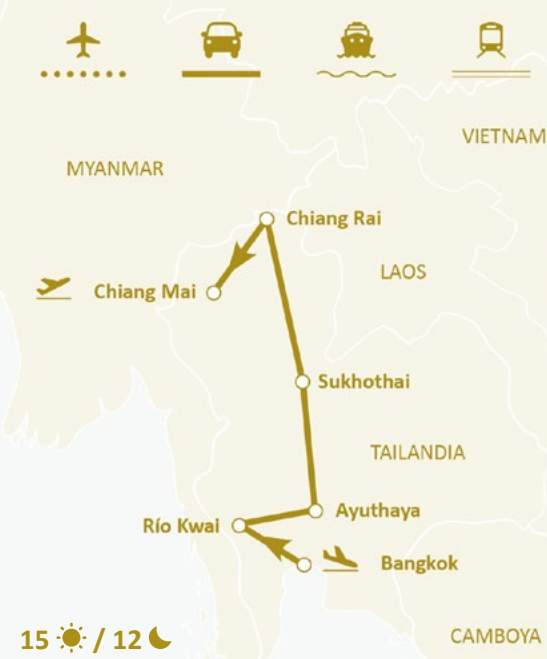 VIETNAM
MYANMAR
Chiang Rai
LAOS
Chiang Mai
Sukhothai
TAILANDIA
Ayuthaya
Río Kwai
Bangkok
15 / 12
CAMBOYA